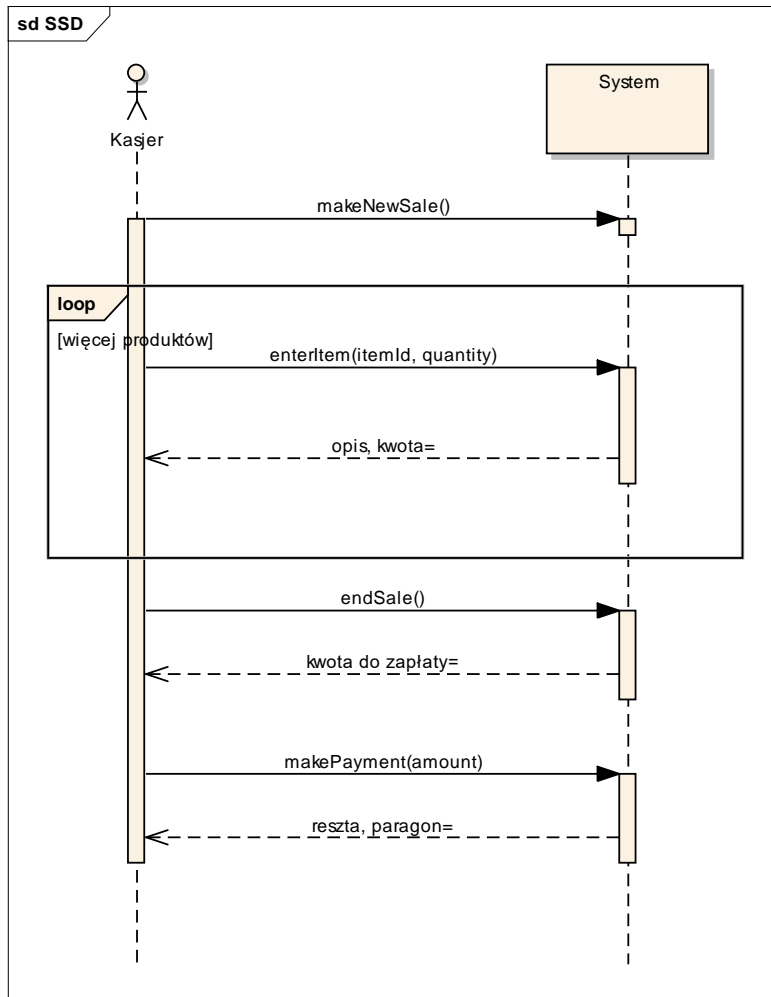 sd SSD
System
Kasjer
makeNewSale()
loop
[więcej produktów]
enterItem(itemId, quantity)
opis, kwota=
endSale()
kwota do zapłaty=
makePayment(amount)
reszta, paragon=